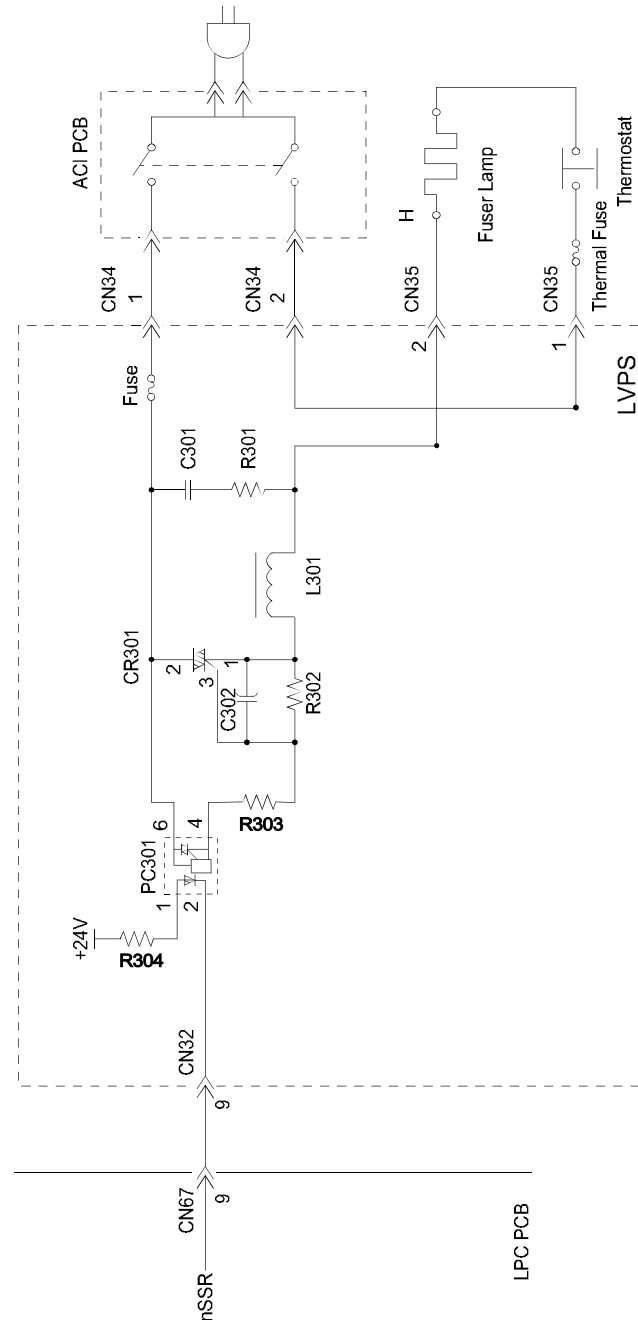 ACI PCB
CN34
1
CN34
2
CN35
2
H
Fuser Lamp
CN35
1
Thermal Fuse
Thermostat
LVPS
Fuse
C301
R301
L301
CR301
2
3
1
C302
R302
6
4
R303
PC301
1
2
+24V
R304
CN32
9
CN67
9
nSSR
LPC PCB